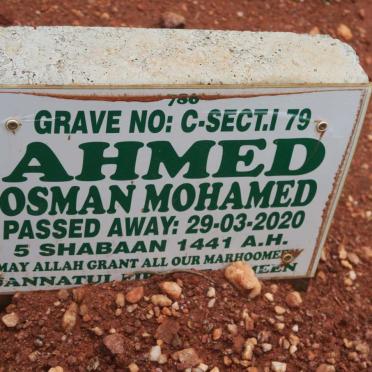 786
GRAVE NO: C-SECT.I 79
AHMED
OSMAN MOHAMED
PASSED AWAY: 29-03-2020
5 SHABAAN 1441 A.H.
MAY ALLAH GRANT ALL OUR MARHOOMEEN
JANNATUL